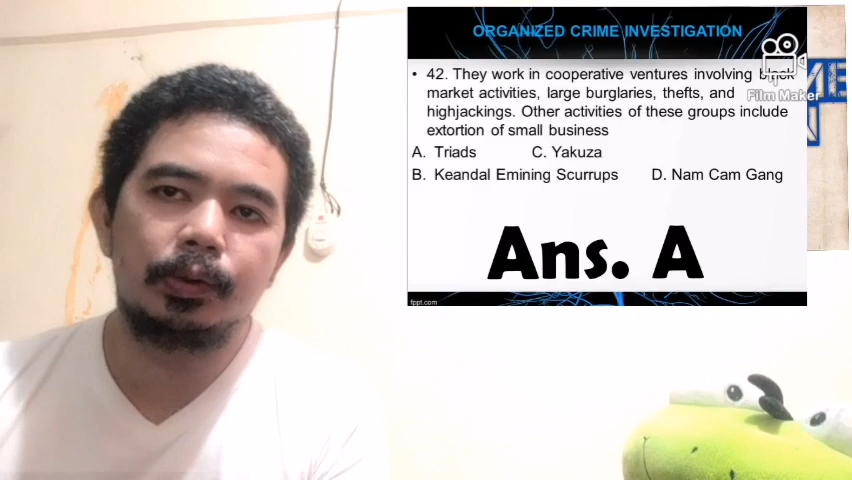 ORGANIZED CRIME INVESTIGATION
• 42. They work in cooperative ventures involving black
market activities, large burglaries, thefts, and
highjackings. Other activities of these groups include
extortion of small business
A. Triads C. Yakuza
B. Keandal Emining Scurrups D. Nam Cam Gang
Ans. A
fppt.com
Film Maker